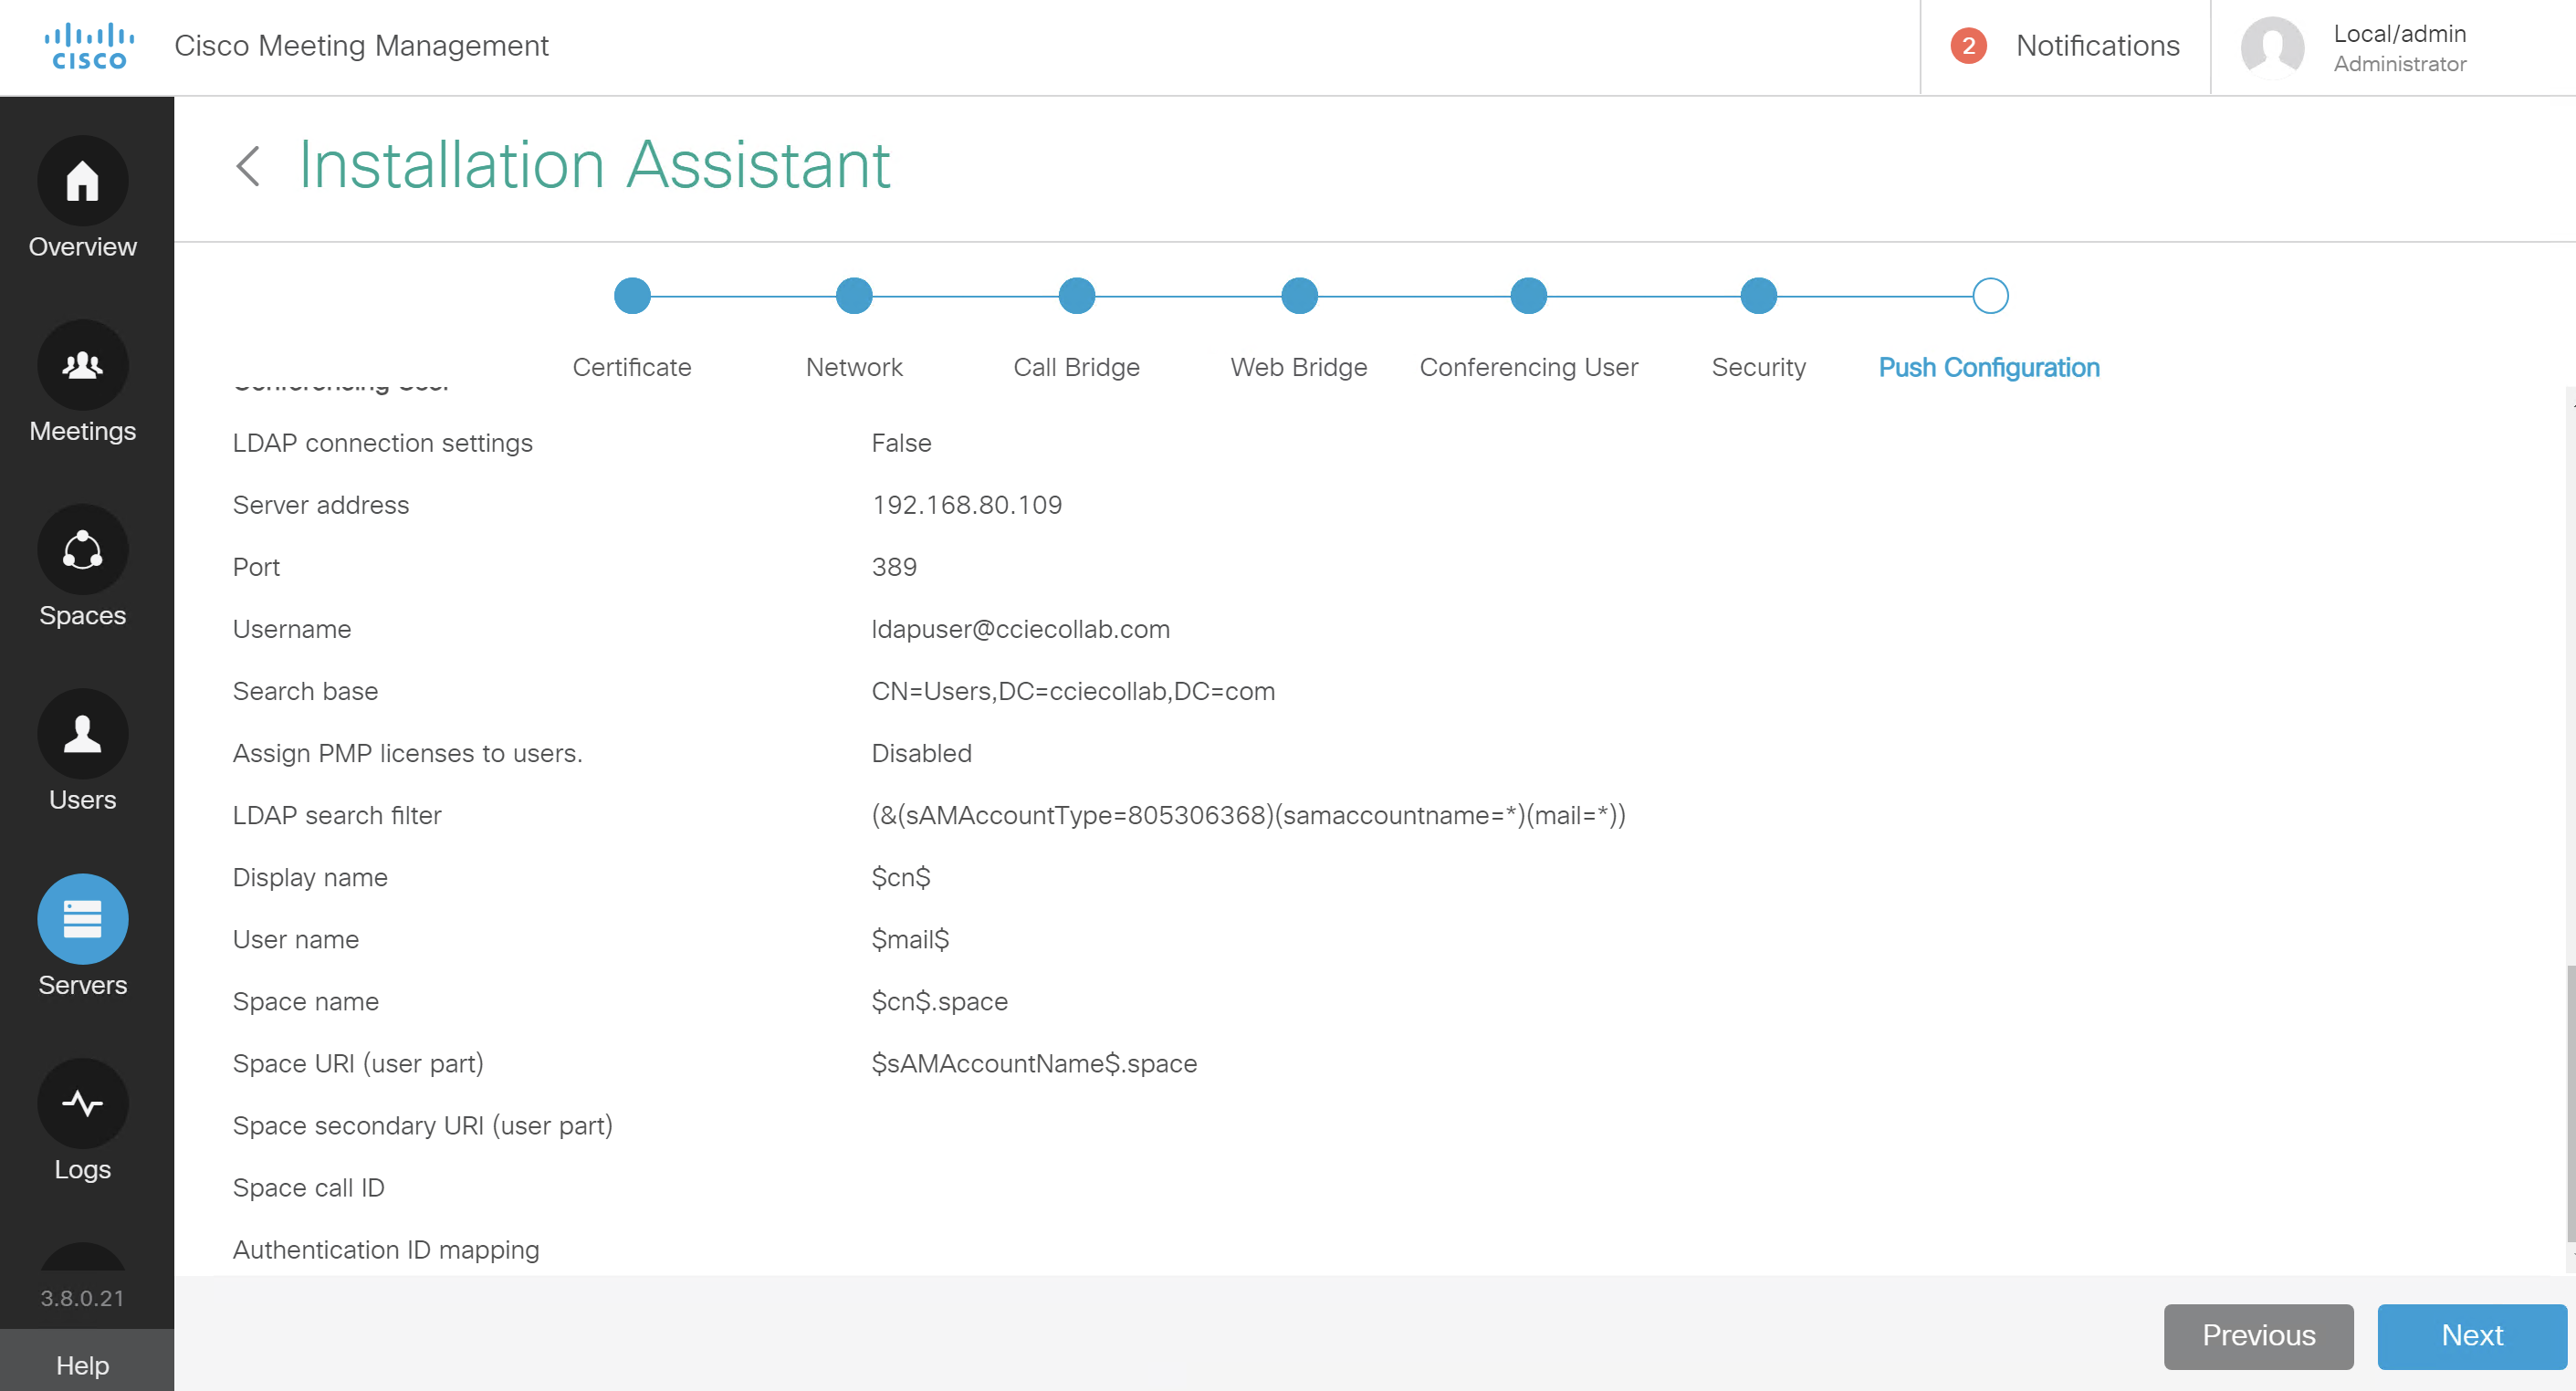 CISCO
Cisco Meeting Management
2 Notifications
Local/admin
Administrator
Installation Assistant
Certificate Network Call Bridge Web Bridge Conferencing User Security Push Configuration
Conferencing User
LDAP connection settings False
Server address 192.168.80.109
Port 389
Username ldapuser@cciecollab.com
Search base CN=Users,DC=cciecollab,DC=com
Assign PMP licenses to users. Disabled
LDAP search filter (&(sAMAccountType=805306368)(samaccountname=*)(mail=*))
Display name $cn$
User name $mail$
Space name $cn$.space
Space URI (user part) $sAMAccountName$.space
Space secondary URI (user part)
Space call ID
Authentication ID mapping
Overview
Meetings
Spaces
Users
Servers
Logs
3.8.0.21
Help
Previous Next